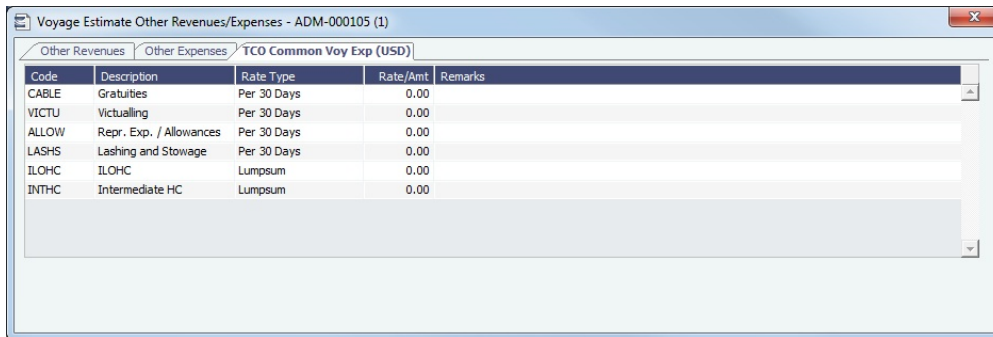 Voyage Estimate Other Revenues/Expenses - ADM-000105 (1)
Other Revenues Other Expenses TCO Common Voy Exp (USD)
Code Description Rate Type Rate/Amt Remarks
CABLE Gratuities Per 30 Days 0.00
VICTU Victualling Per 30 Days 0.00
ALLOW Repr. Exp. / Allowances Per 30 Days 0.00
LASHS Lashing and Stowage Per 30 Days 0.00
ILOHC ILOHC Lumpsum 0.00
INTHC Intermediate HC Lumpsum 0.00